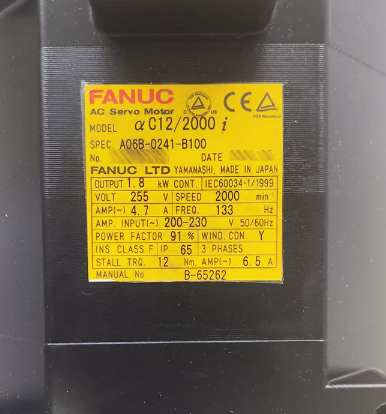 FANUC
AC Servo Motor
MODEL αC12/2000 i
SPEC. A06B-0241-B100
No. DATE
FANUC LTD YAMANASHI, MADE IN JAPAN
OUTPUT 1.8 kW CONT. IEC60034-1/1999
VOLT 255 V SPEED 2000 min⁻¹
AMP(~) 4.7 A FREQ. 133 Hz
AMP. INPUT(~) 200-230 V 50/60Hz
POWER FACTOR 91 % WIND. CON. Y
INS. CLASS F IP 65 3 PHASES
STALL TRQ. 12 Nm, AMP(~) 6.5 A
MANUAL No. B-65262